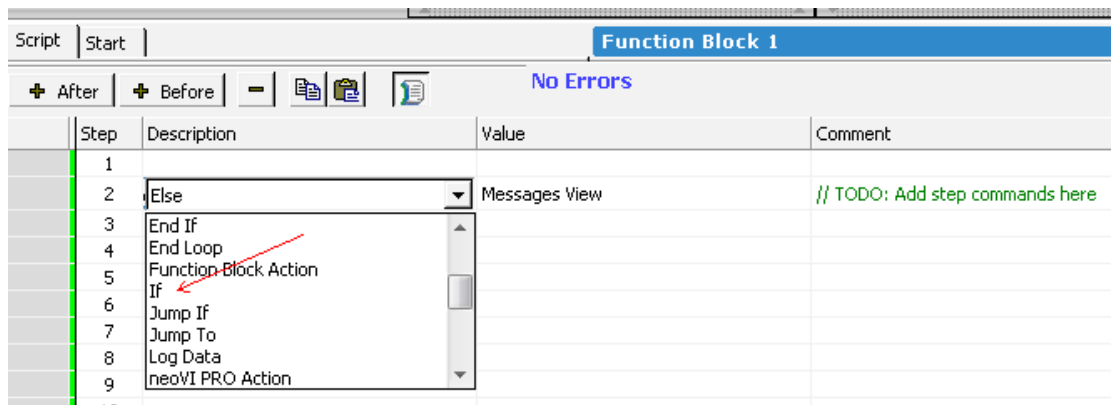 Script Start Function Block 1
After Before No Errors
Step Description Value Comment
1
2 Else Messages View // TODO: Add step commands here
3 End If
4 End Loop
5 Function Block Action
If
6 Jump If
7 Jump To
8 Log Data
9 neoVI PRO Action